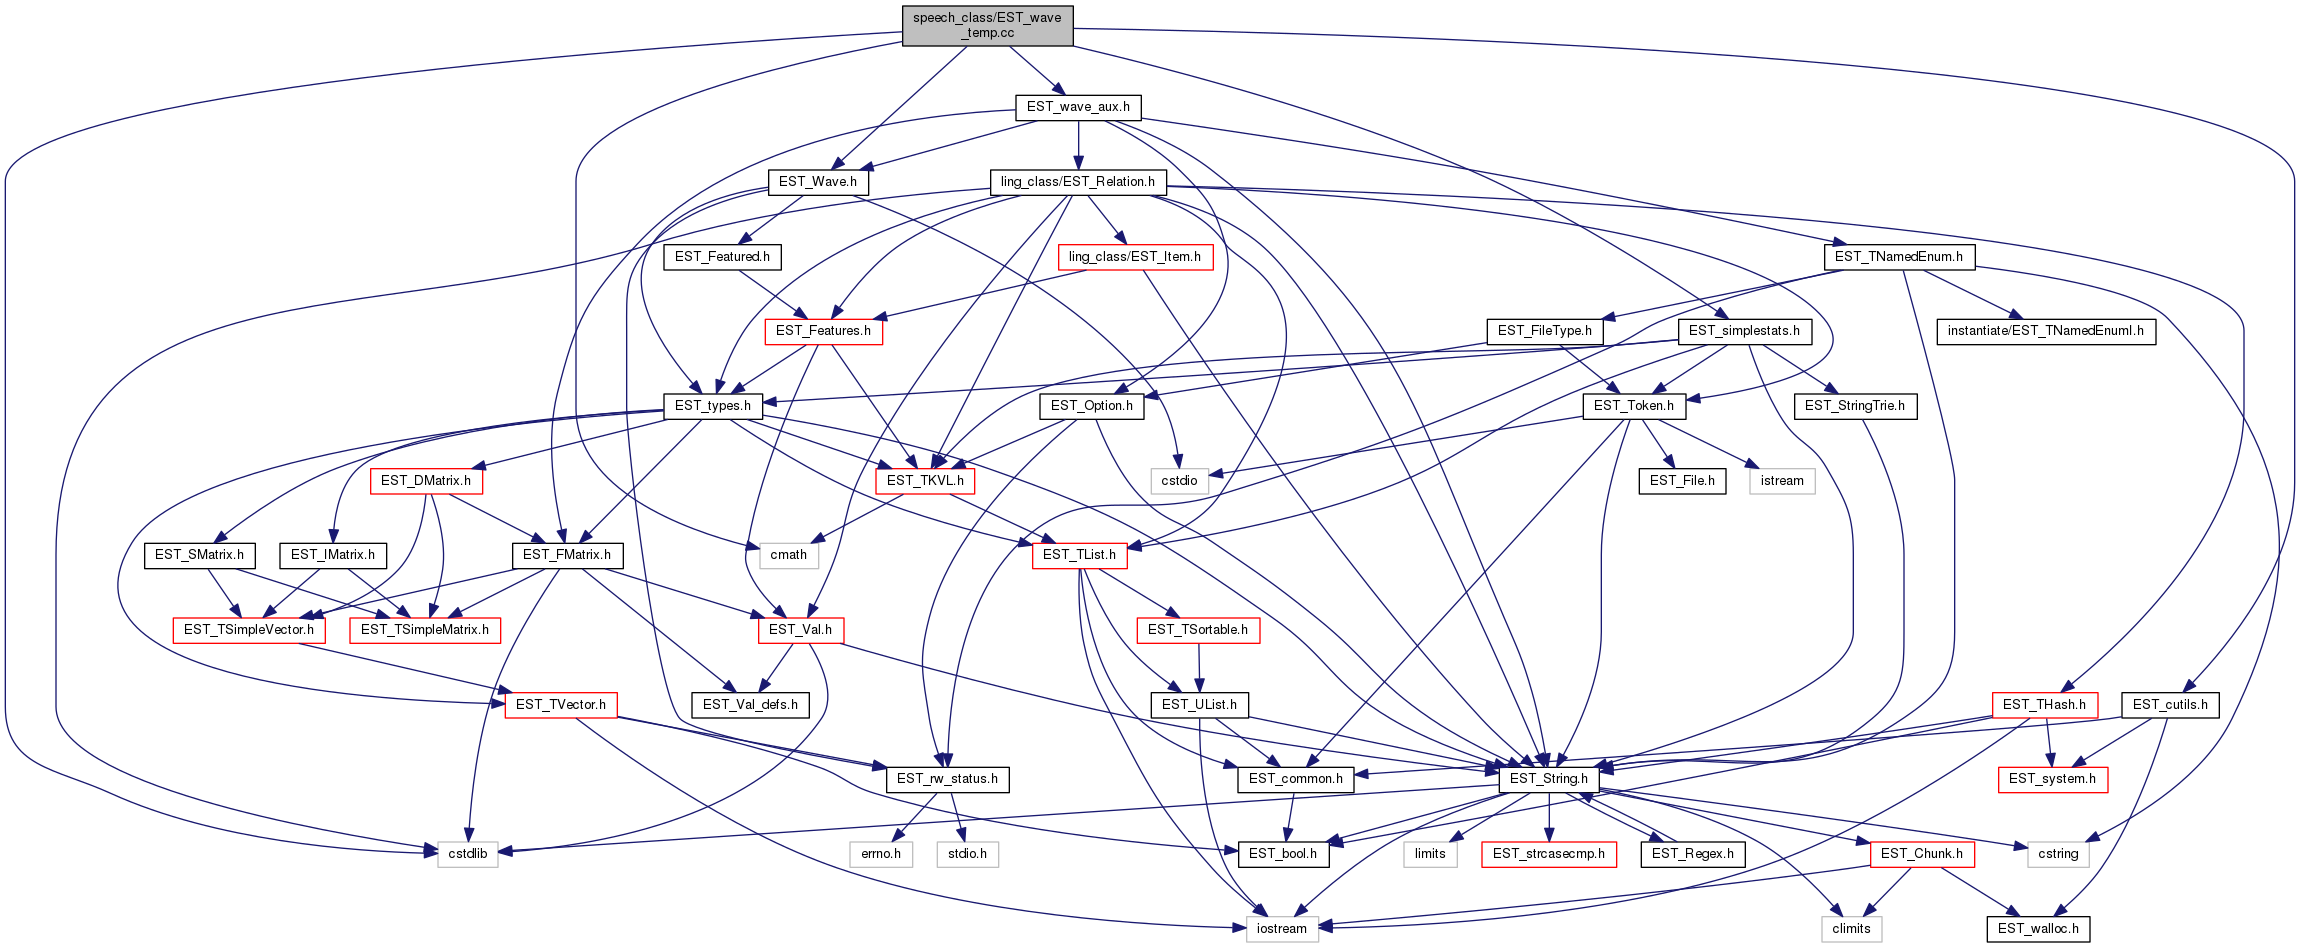 speech_class/EST_wave
_temp.cc
EST_wave_aux.h
EST_Wave.h
ling_class/EST_Relation.h
EST_Featured.h
ling_class/EST_Item.h
EST_TNamedEnum.h
EST_Features.h
EST_FileType.h
EST_simplestats.h
instantiate/EST_TNamedEnumI.h
EST_types.h
EST_Option.h
EST_Token.h
EST_StringTrie.h
EST_DMatrix.h
EST_TKVL.h
cstdio
EST_File.h
istream
EST_SMatrix.h
EST_IMatrix.h
EST_FMatrix.h
cmath
EST_TList.h
EST_TSimpleVector.h
EST_TSimpleMatrix.h
EST_Val.h
EST_TSortable.h
EST_TVector.h
EST_Val_defs.h
EST_UList.h
EST_THash.h
EST_cutils.h
EST_rw_status.h
EST_common.h
EST_String.h
EST_system.h
cstdlib
errno.h
stdio.h
EST_bool.h
limits
EST_strcasecmp.h
EST_Regex.h
EST_Chunk.h
cstring
iostream
climits
EST_walloc.h